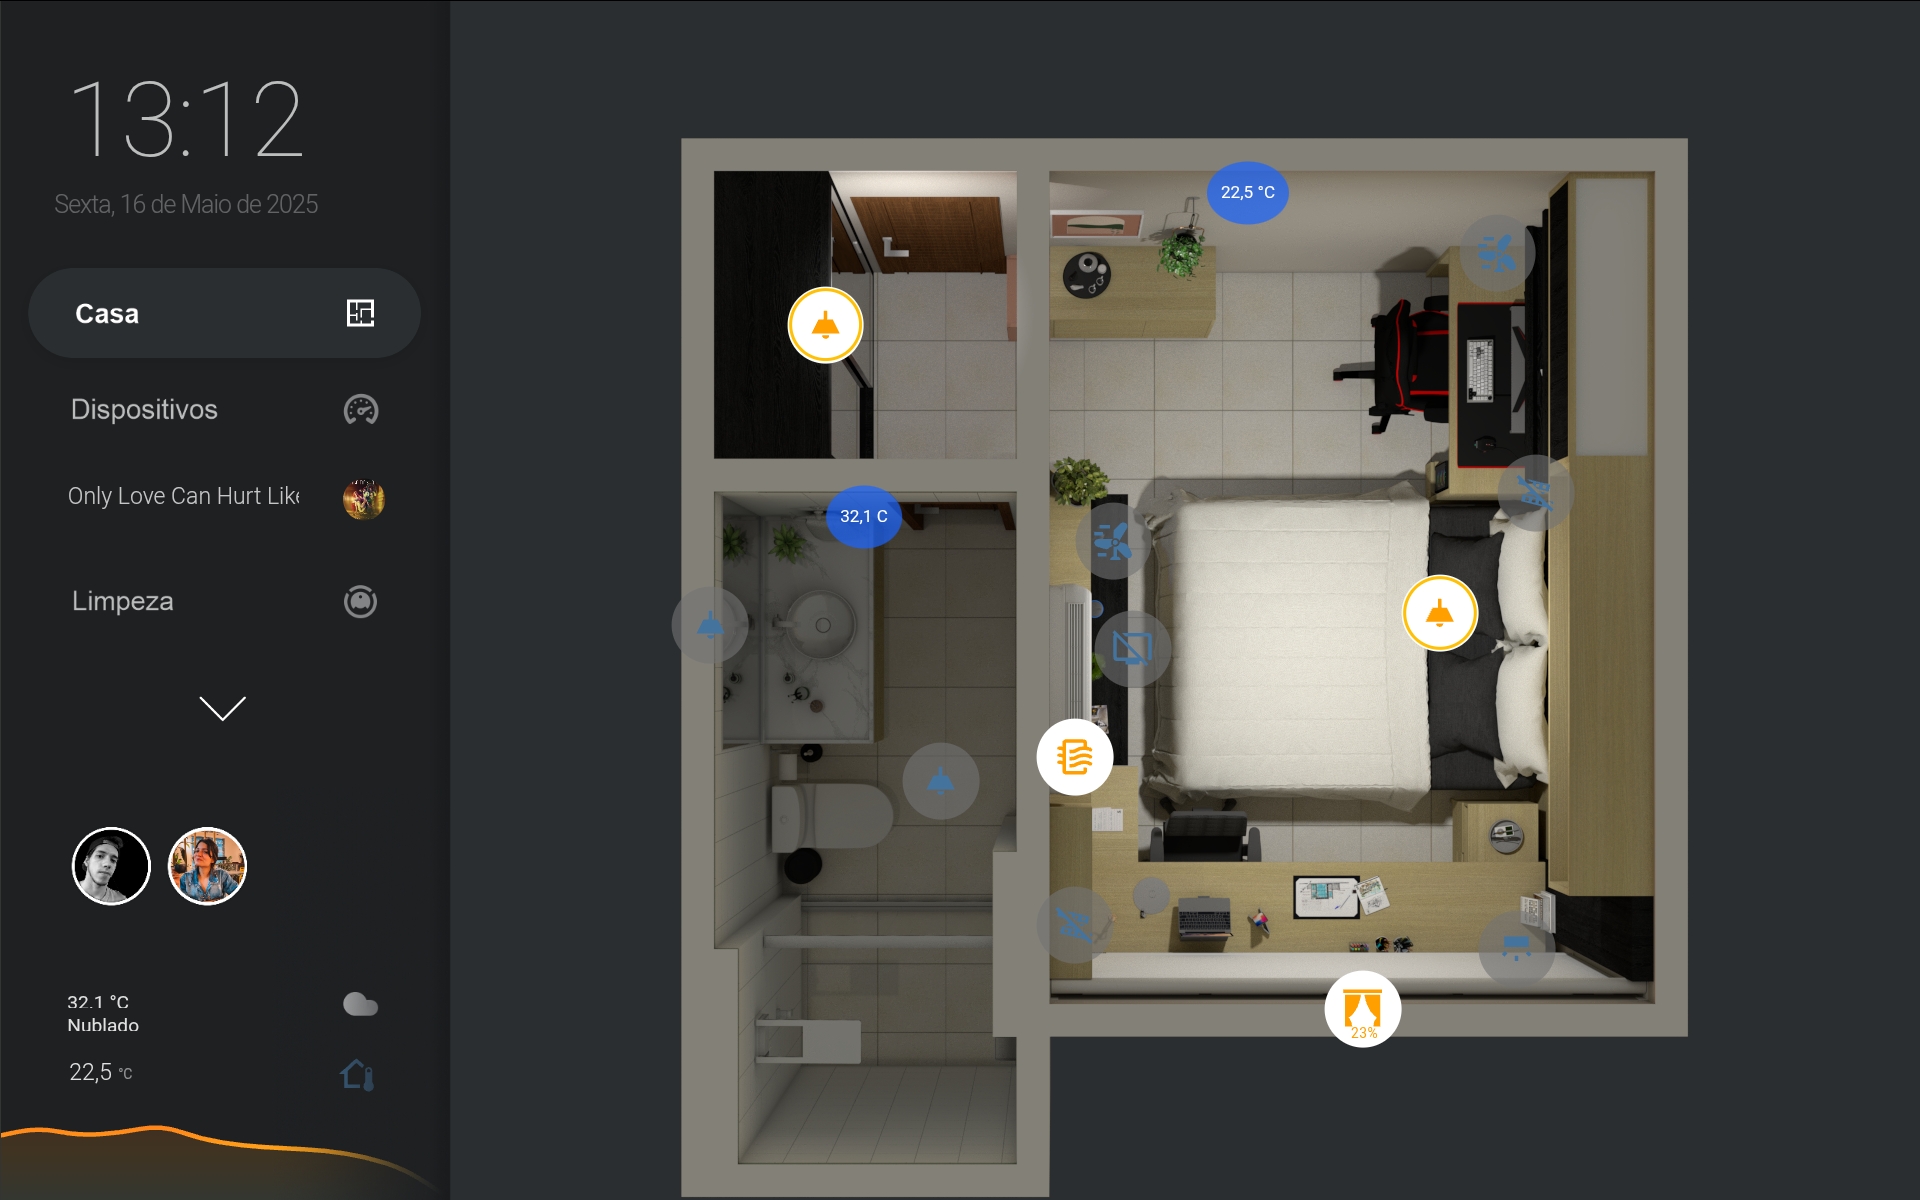 13:12
Sexta, 16 de Maio de 2025
Casa
Dispositivos
Only Love Can Hurt Like
Limpeza
32.1 °C
Nublado
22,5 °C
22,5 °C
32,1 C
23%